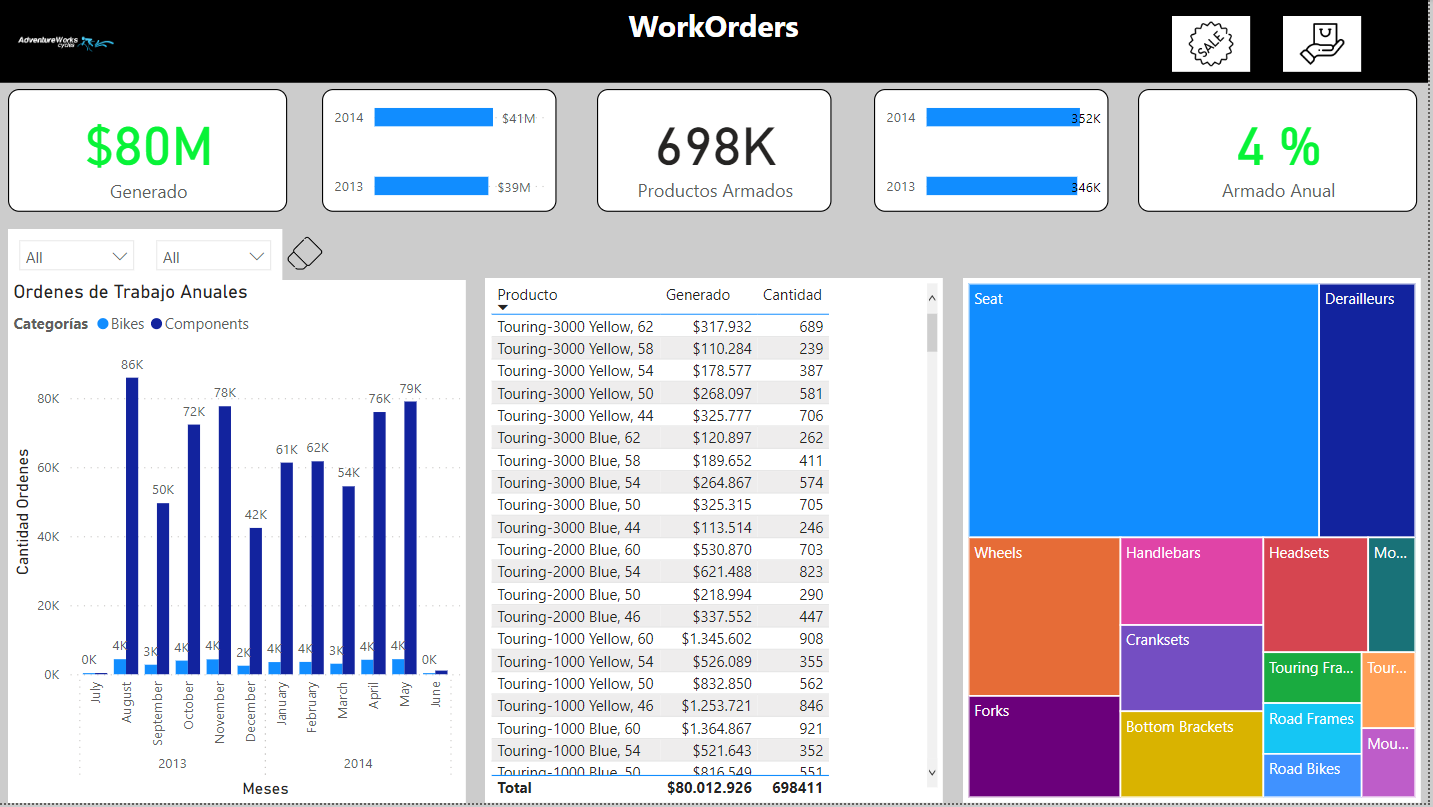 WorkOrders
AdventureWorks
cycles
SALE
$80M
Generado
2014 $41M
2013 $39M
698K
Productos Armados
2014 352K
2013 346K
4 %
Armado Anual
All All
Ordenes de Trabajo Anuales
Categorías Bikes Components
Cantidad Ordenes
80K
60K
40K
20K
0K
0K
4K 86K
3K 50K
4K 72K
4K 78K
2K 42K
4K 61K
4K 62K
3K 54K
4K 76K
4K 79K
0K
July
August
September
October
November
December
January
February
March
April
May
June
2013 2014
Meses
Producto Generado Cantidad
Touring-3000 Yellow, 62 $317.932 689
Touring-3000 Yellow, 58 $110.284 239
Touring-3000 Yellow, 54 $178.577 387
Touring-3000 Yellow, 50 $268.097 581
Touring-3000 Yellow, 44 $325.777 706
Touring-3000 Blue, 62 $120.897 262
Touring-3000 Blue, 58 $189.652 411
Touring-3000 Blue, 54 $264.867 574
Touring-3000 Blue, 50 $325.315 705
Touring-3000 Blue, 44 $113.514 246
Touring-2000 Blue, 60 $530.870 703
Touring-2000 Blue, 54 $621.488 823
Touring-2000 Blue, 50 $218.994 290
Touring-2000 Blue, 46 $337.552 447
Touring-1000 Yellow, 60 $1.345.602 908
Touring-1000 Yellow, 54 $526.089 355
Touring-1000 Yellow, 50 $832.850 562
Touring-1000 Yellow, 46 $1.253.721 846
Touring-1000 Blue, 60 $1.364.867 921
Touring-1000 Blue, 54 $521.643 352
Touring-1000 Blue, 50 $816.549 551
Total $80.012.926 698411
Seat
Derailleurs
Wheels
Handlebars
Headsets
Mo...
Cranksets
Touring Fra...
Tour...
Forks
Bottom Brackets
Road Frames
Mou...
Road Bikes